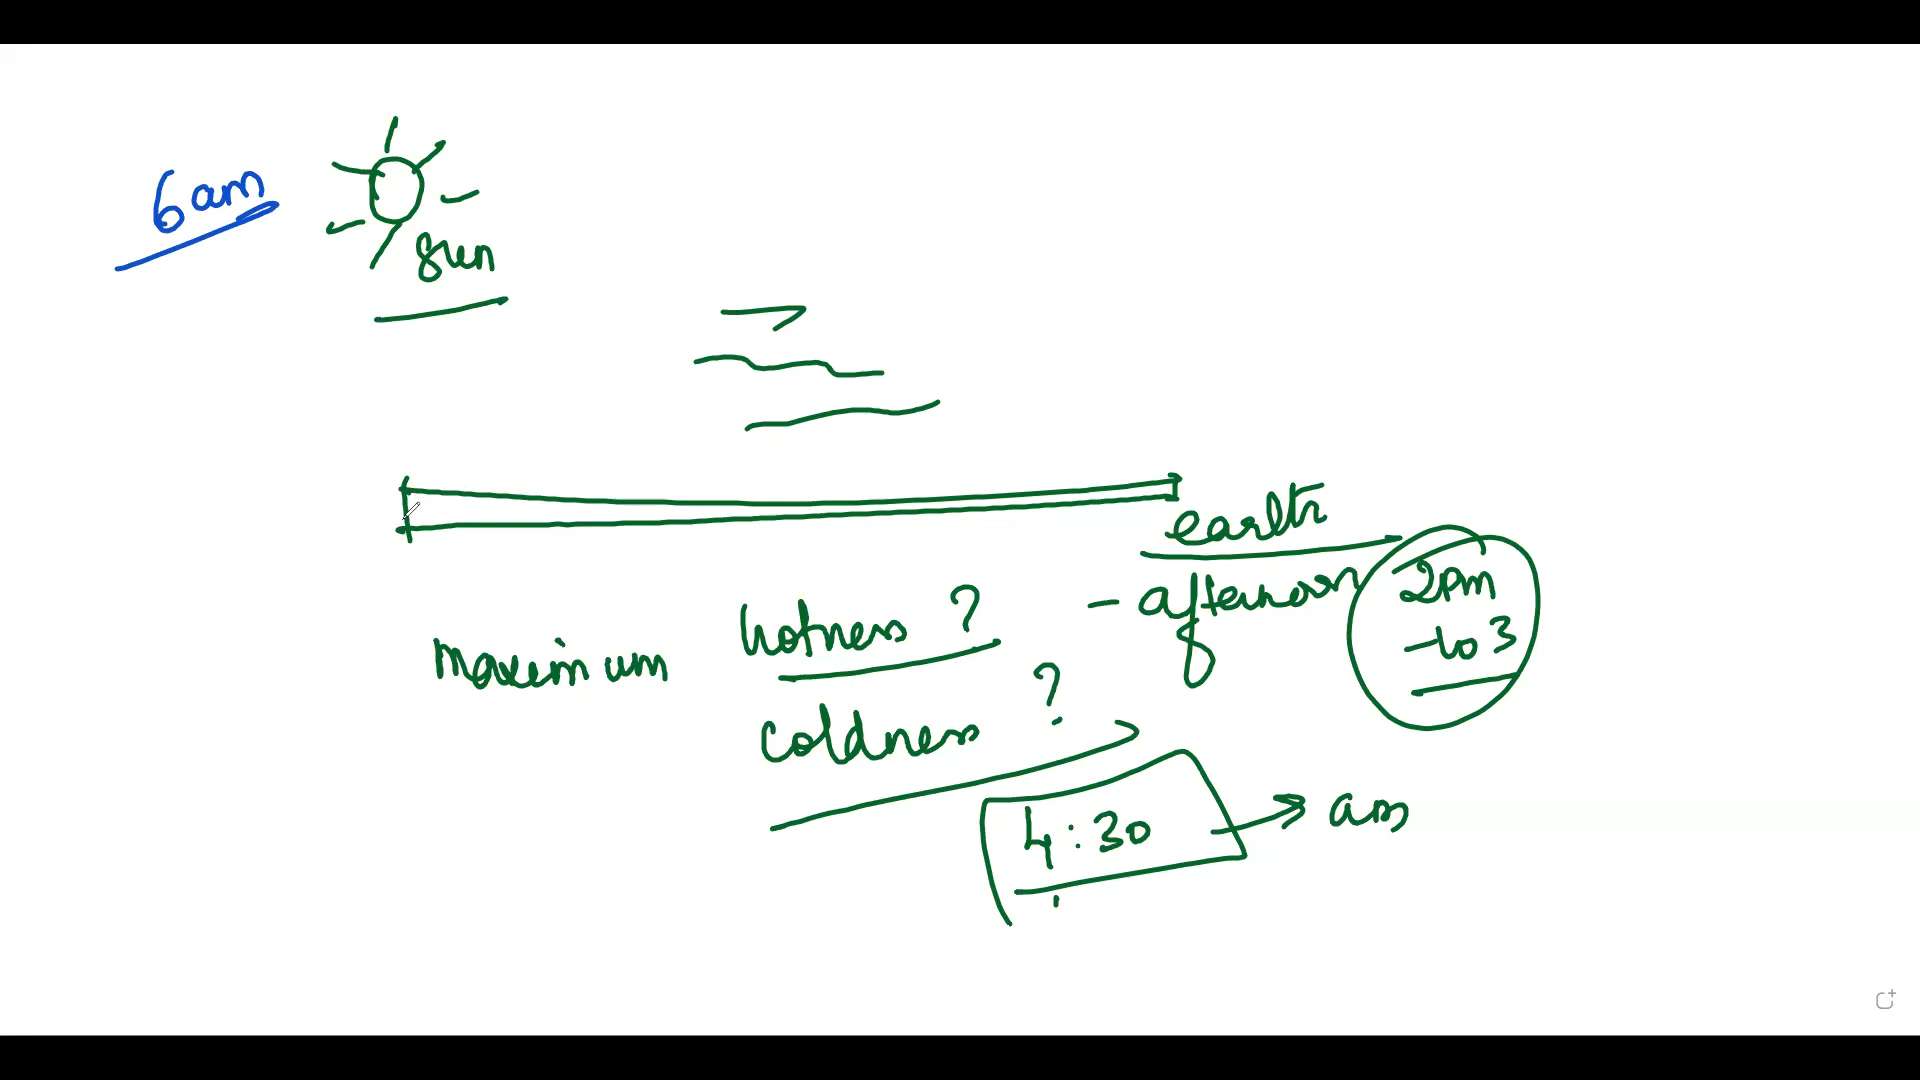 6am
sun
earth
maximum hotness ? - afternoon 2pm
- to 3
coldness ?
4:30 → am